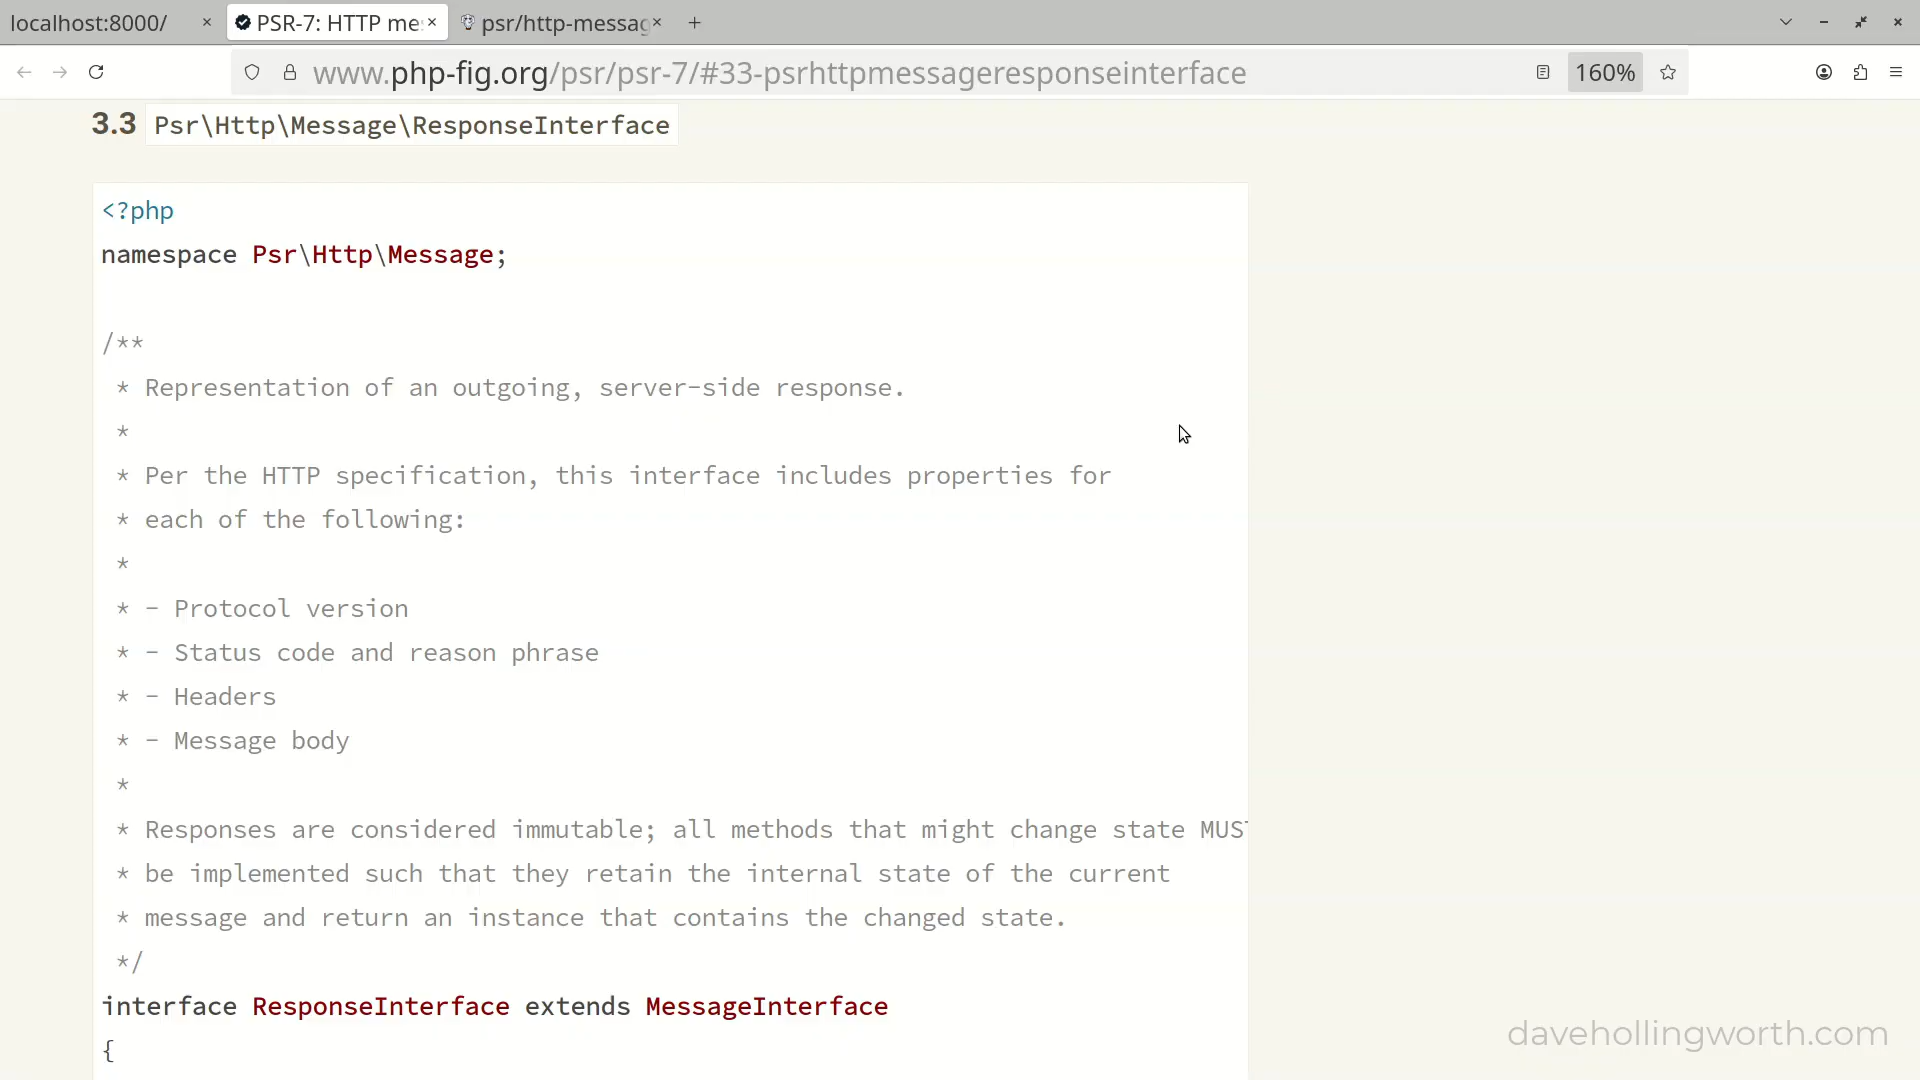 localhost:8000/
PSR-7: HTTP me
psr/http-messag
www.php-fig.org/psr/psr-7/#33-psrhttpmessageresponseinterface
160%
3.3 Psr\Http\Message\ResponseInterface
<?php
namespace Psr\Http\Message;
/**
* Representation of an outgoing, server-side response.
*
* Per the HTTP specification, this interface includes properties for
* each of the following:
*
* - Protocol version
* - Status code and reason phrase
* - Headers
* - Message body
*
* Responses are considered immutable; all methods that might change state MUST
* be implemented such that they retain the internal state of the current
* message and return an instance that contains the changed state.
*/
interface ResponseInterface extends MessageInterface
{
davehollingworth.com